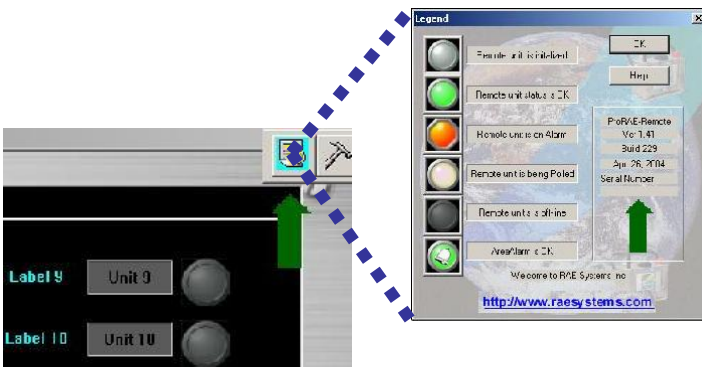 Legend
Remote unit is initialized
Remote unit status is OK
Remote unit is on Alarm
Remote unit is being Polled
Remote unit is off-line
AreaAlarm is OK
OK
Help
ProRAE-Remote
Ver 1.41
Build 229
Apr 26, 2004
Serial Number
Welcome to RAE Systems Inc
http://www.raesystems.com
Label 9
Unit 9
Label 10
Unit 10